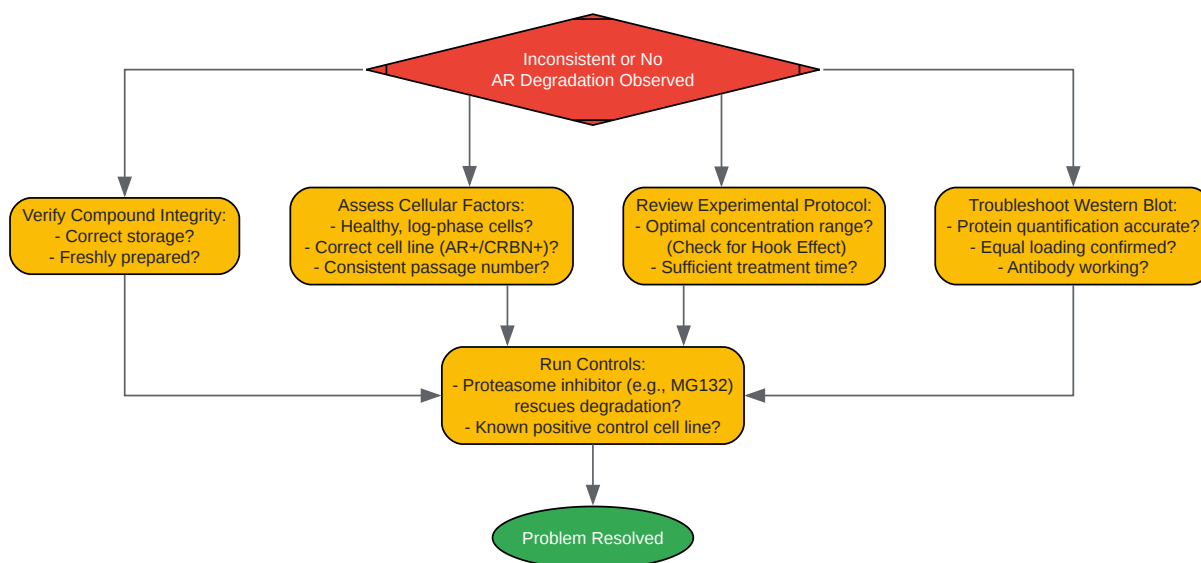 Inconsistent or No
AR Degradation Observed
Verify Compound Integrity:
- Correct storage?
- Freshly prepared?
Assess Cellular Factors:
- Healthy, log-phase cells?
- Correct cell line (AR+/CRBN+)?
- Consistent passage number?
Review Experimental Protocol:
- Optimal concentration range?
(Check for Hook Effect)
- Sufficient treatment time?
Troubleshoot Western Blot:
- Protein quantification accurate?
- Equal loading confirmed?
- Antibody working?
Run Controls:
- Proteasome inhibitor (e.g., MG132)
rescues degradation?
- Known positive control cell line?
Problem Resolved